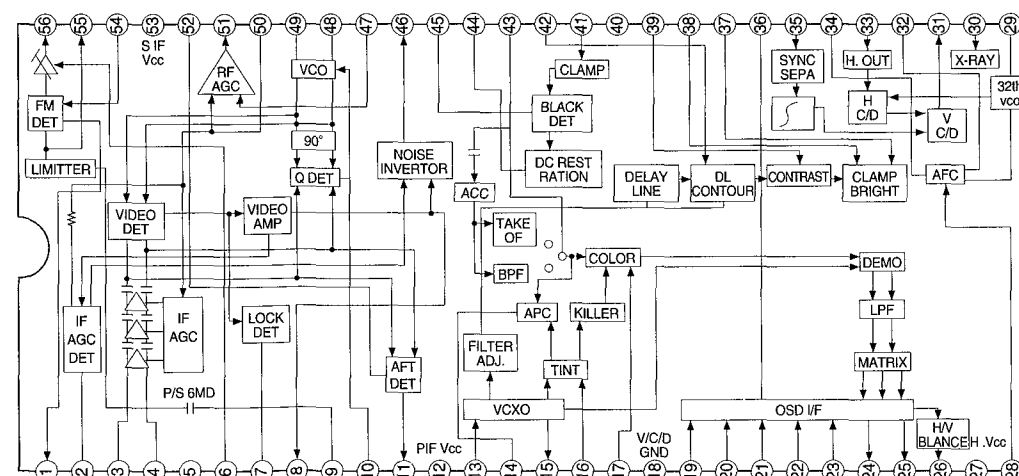 56 55 54 53 52 51 50 49 48 47 46 45 44 43 42 41 40 39 38 37 36 35 34 33 32 31 30 29
S IF
Vcc
FM
DET
LIMITTER
RF
AGC
VCO
90°
Q DET
NOISE
INVERTOR
VIDEO
DET
VIDEO
AMP
IF
AGC
DET
IF
AGC
LOCK
DET
AFT
DET
P/S 6MD
CLAMP
BLACK
DET
DC REST
RATION
ACC
TAKE
OF
BPF
COLOR
APC
KILLER
FILTER
ADJ.
TINT
VCXO
PIF Vcc
V/C/D
GND
SYNC
SEPA
H. OUT
X-RAY
H
C/D
V
C/D
32fh
vco
DELAY
LINE
DL
CONTOUR
CONTRAST
CLAMP
BRIGHT
AFC
DEMO
LPF
MATRIX
OSD I/F
H/V
BLANCE
H .Vcc
1 2 3 4 5 6 7 8 9 10 11 12 13 14 15 16 17 18 19 20 21 22 23 24 25 26 27 28